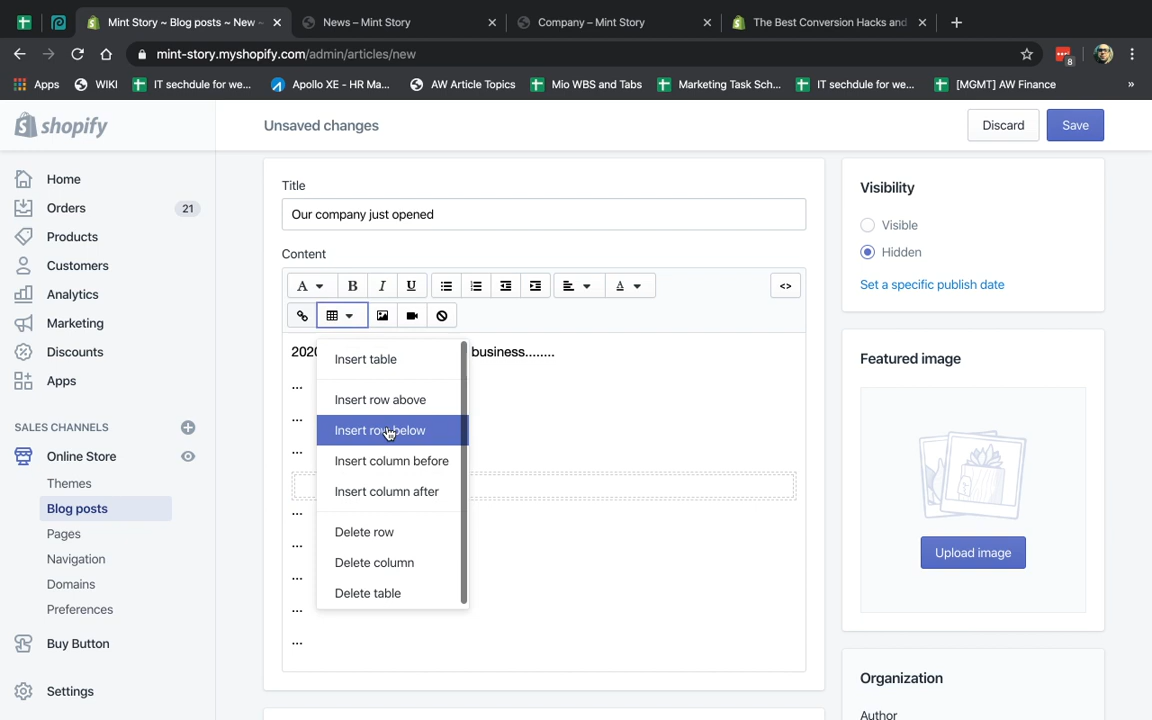 Mint Story ~ Blog posts ~ New ~
News – Mint Story
Company – Mint Story
The Best Conversion Hacks and
mint-story.myshopify.com/admin/articles/new
8
Apps
WIKI
IT sechdule for we...
Apollo XE - HR Ma...
AW Article Topics
Mio WBS and Tabs
Marketing Task Sch...
IT sechdule for we...
[MGMT] AW Finance
»
shopify
Unsaved changes
Discard
Save
Home
Orders
21
Products
Customers
Analytics
Marketing
Discounts
Apps
SALES CHANNELS
Online Store
Themes
Blog posts
Pages
Navigation
Domains
Preferences
Buy Button
Settings
Title
Our company just opened
Content
A
B
I
U
A
<>
2020
business........
...
...
...
...
...
...
...
...
Insert table
Insert row above
Insert row below
Insert column before
Insert column after
Delete row
Delete column
Delete table
Visibility
Visible
Hidden
Set a specific publish date
Featured image
Upload image
Organization
Author